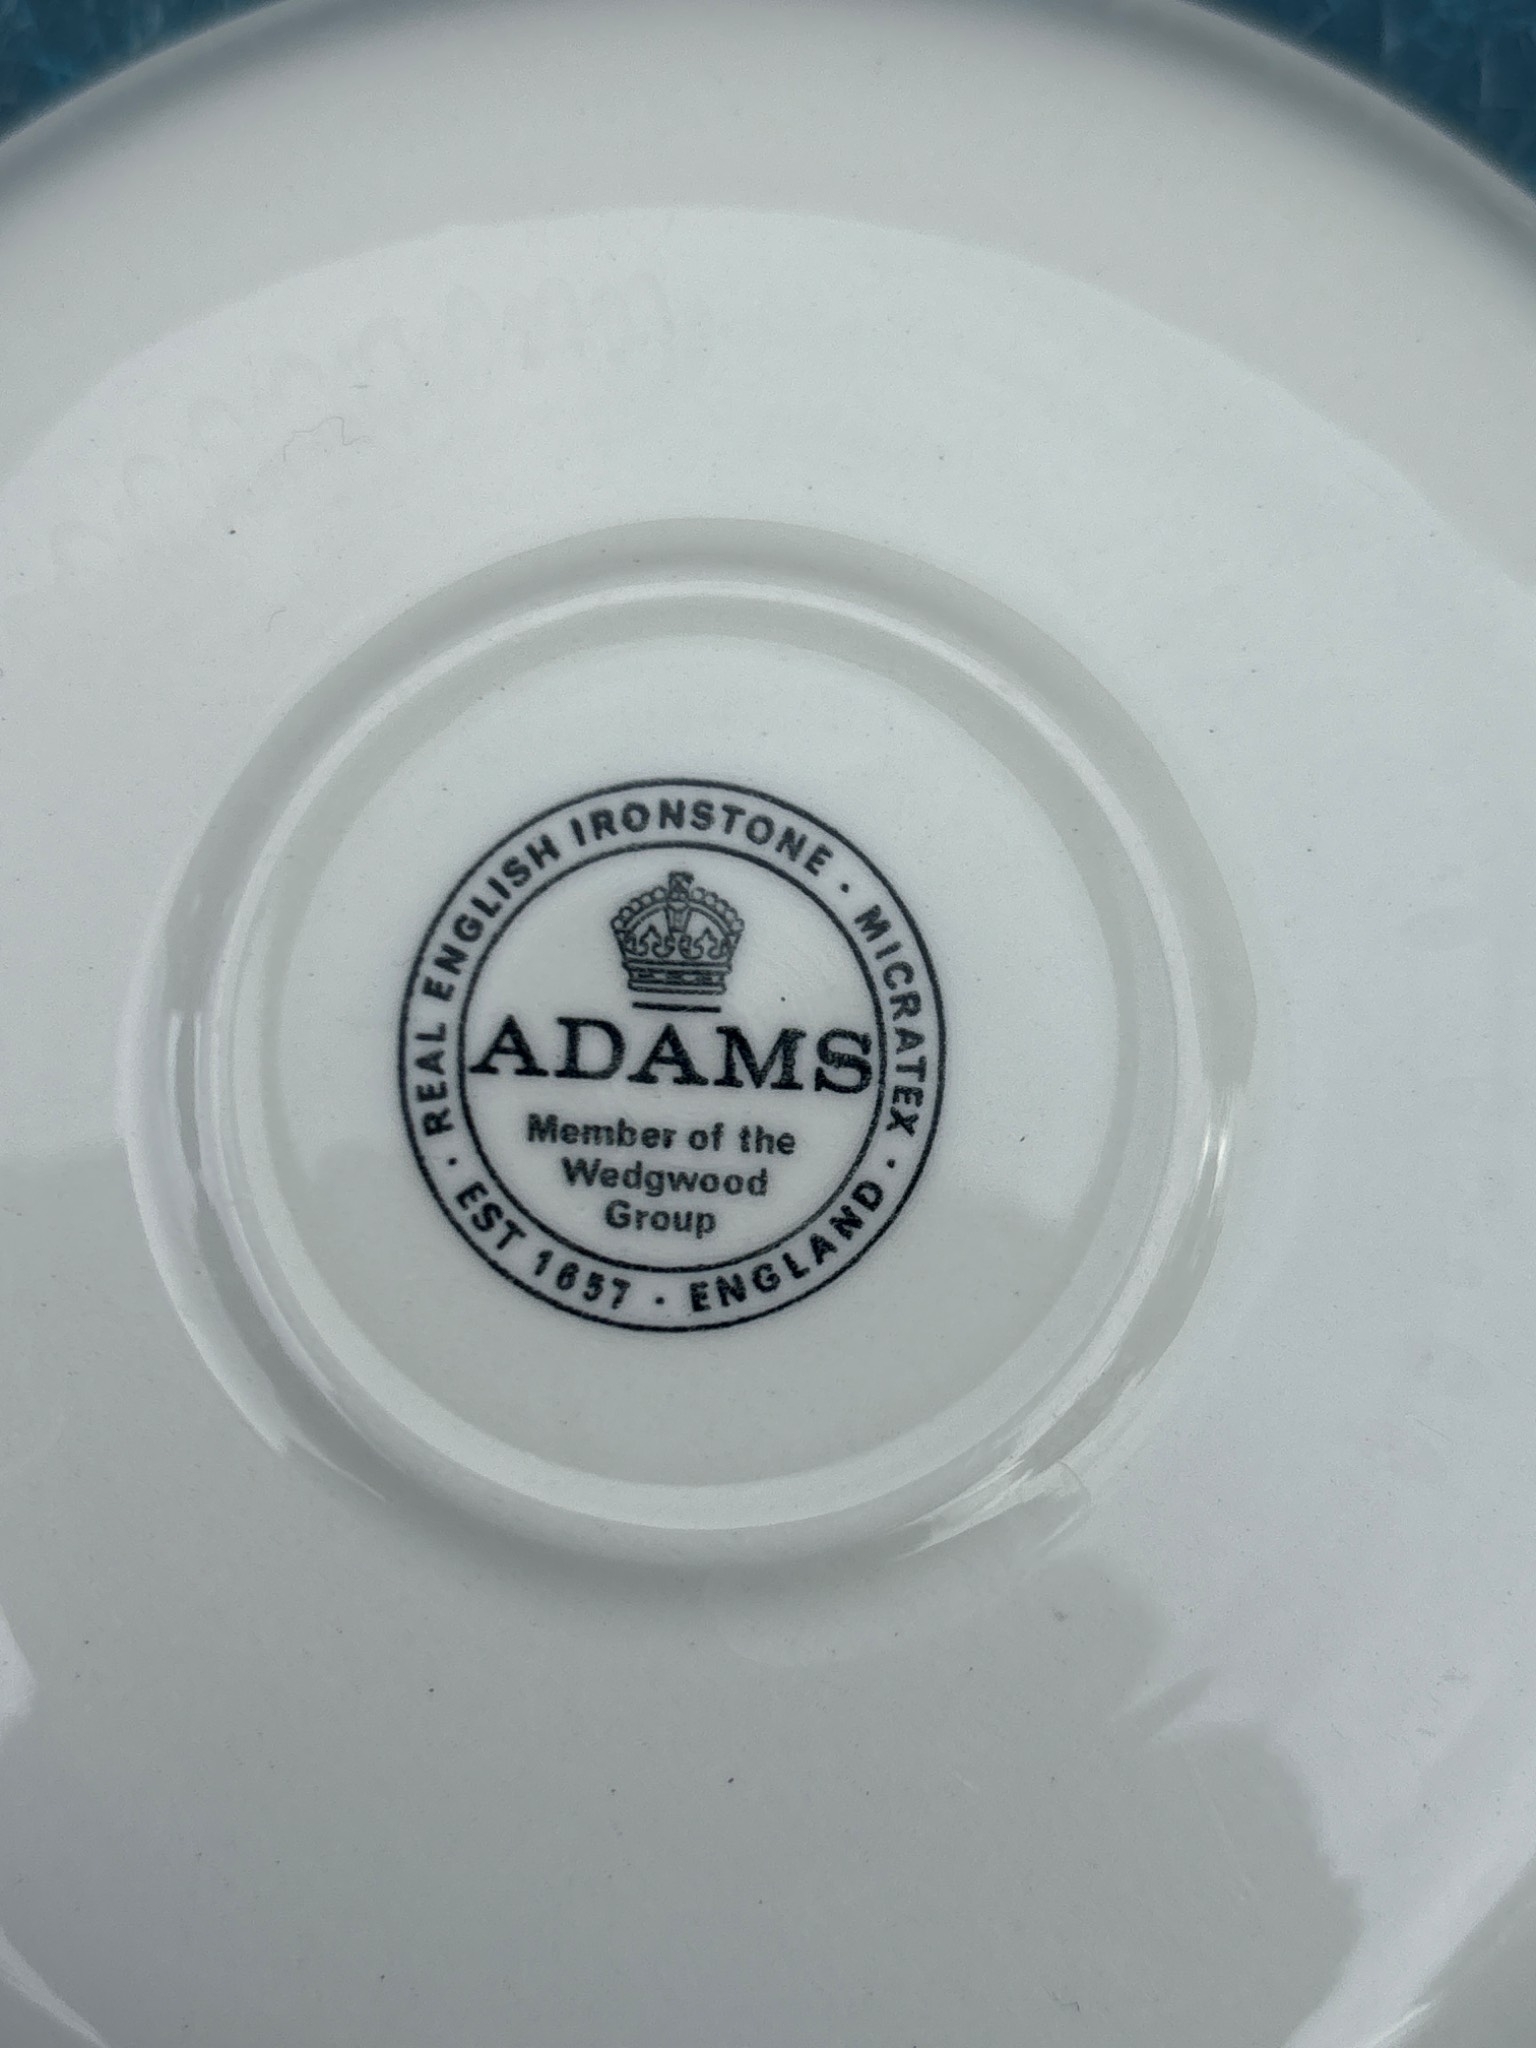 REAL ENGLISH IRONSTONE · MICRATEX ·
ADAMS
Member of the
Wedgwood
Group
· EST 1657 · ENGLAND